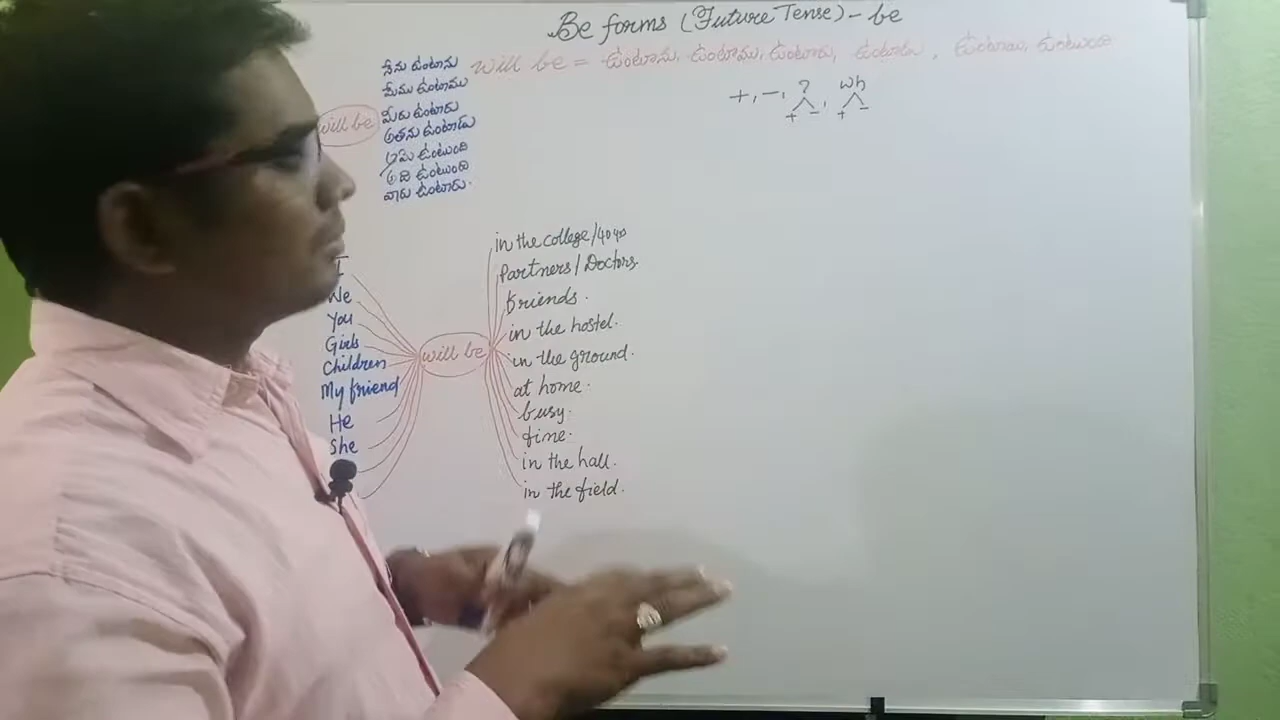 Be forms (Future Tense) - be
will be = ఉంటాను, ఉంటాము, ఉంటారు, ఉంటాడు, ఉంటాయి, ఉంటుంది
+, -, ?, wh
+ - + -
will be
నేను ఉంటాను
మేము ఉంటాము
మీరు ఉంటారు
అతను ఉంటాడు
ఆమె ఉంటుంది
అది ఉంటుంది
వారు ఉంటారు.
I
We
You
Girls
Children
My friend
He
She
will be
in the college/
Partners/Doctors
Friends.
in the hostel.
in the ground.
at home.
busy.
fine.
in the hall.
in the field.